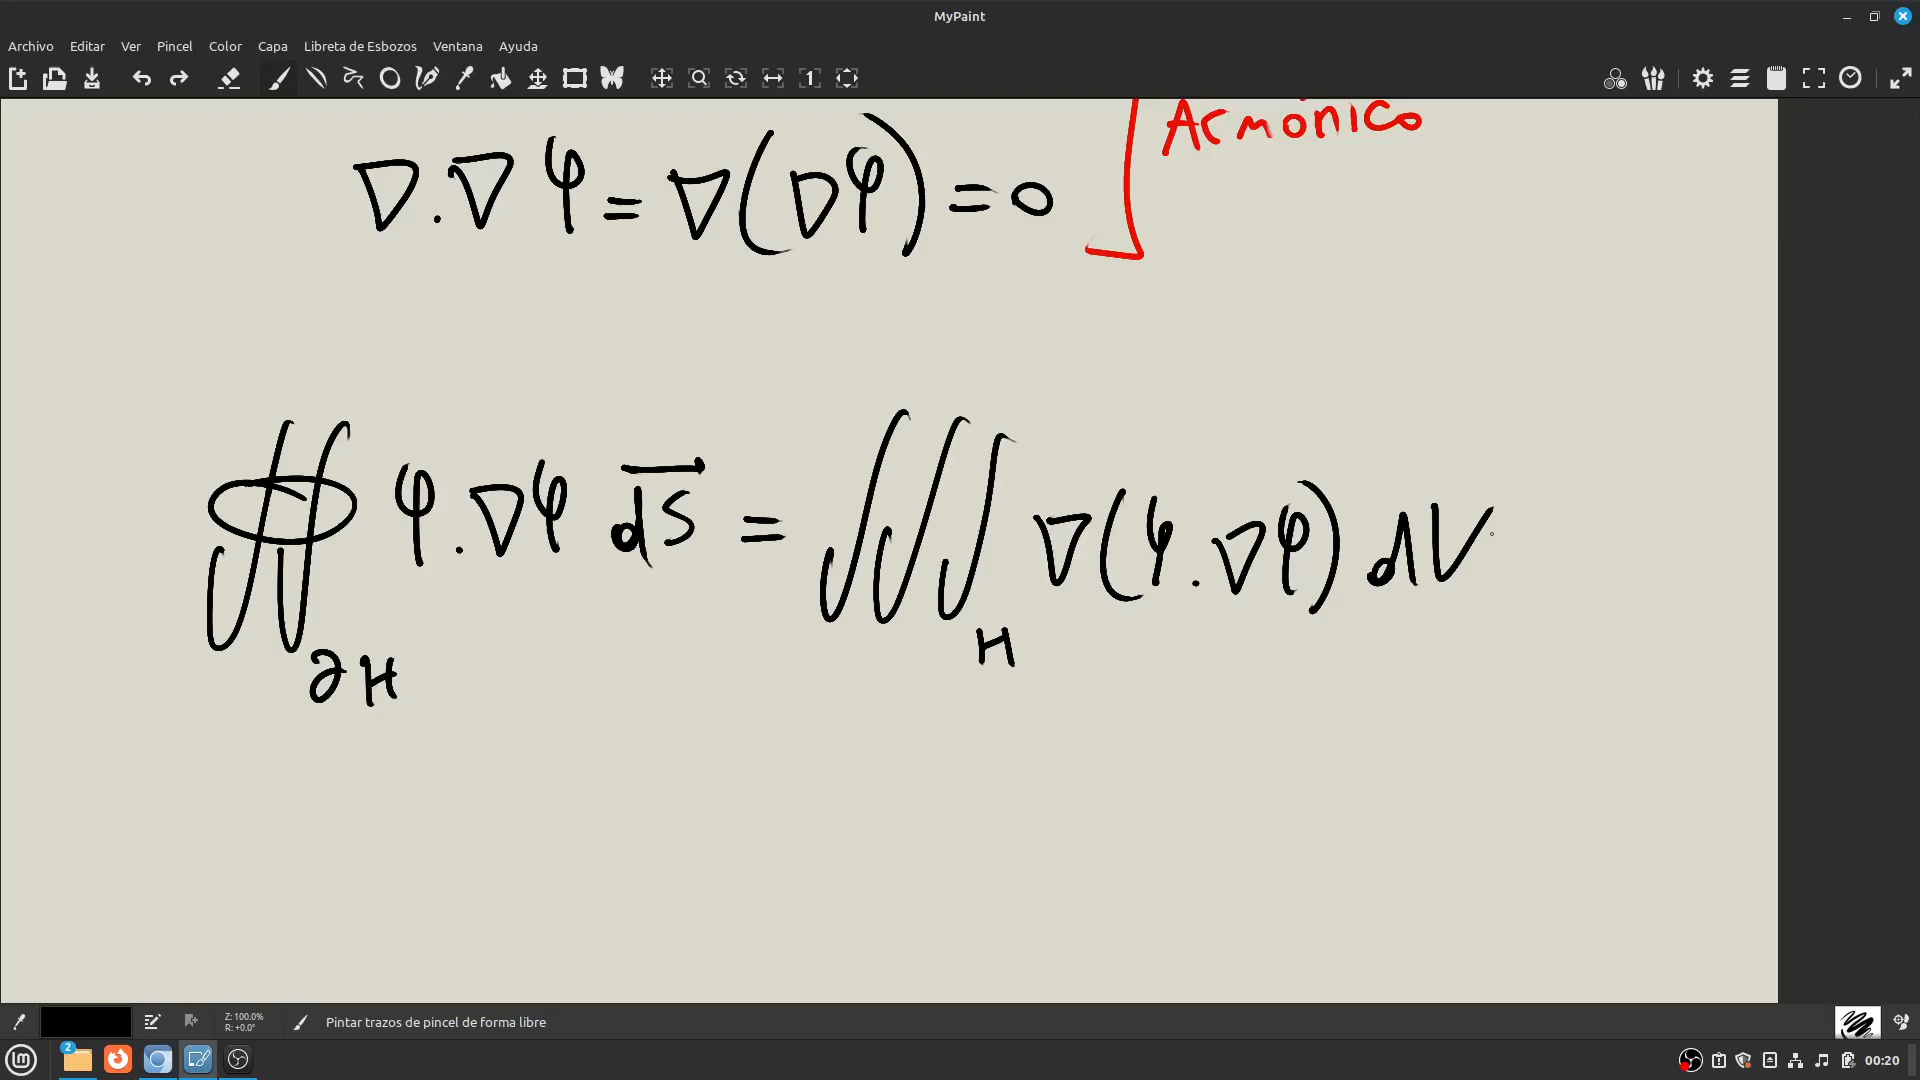 MyPaint
Archivo Editar Ver Pincel Color Capa Libreta de Esbozos Ventana Ayuda
Armónico
∇.∇φ = ∇(∇φ) = 0
∯ φ.∇φ dS⃗ = ∭ ∇(φ.∇φ) dV
∂H H
Z: 100.0%
R: +0.0°
Pintar trazos de pincel de forma libre
2
00:20